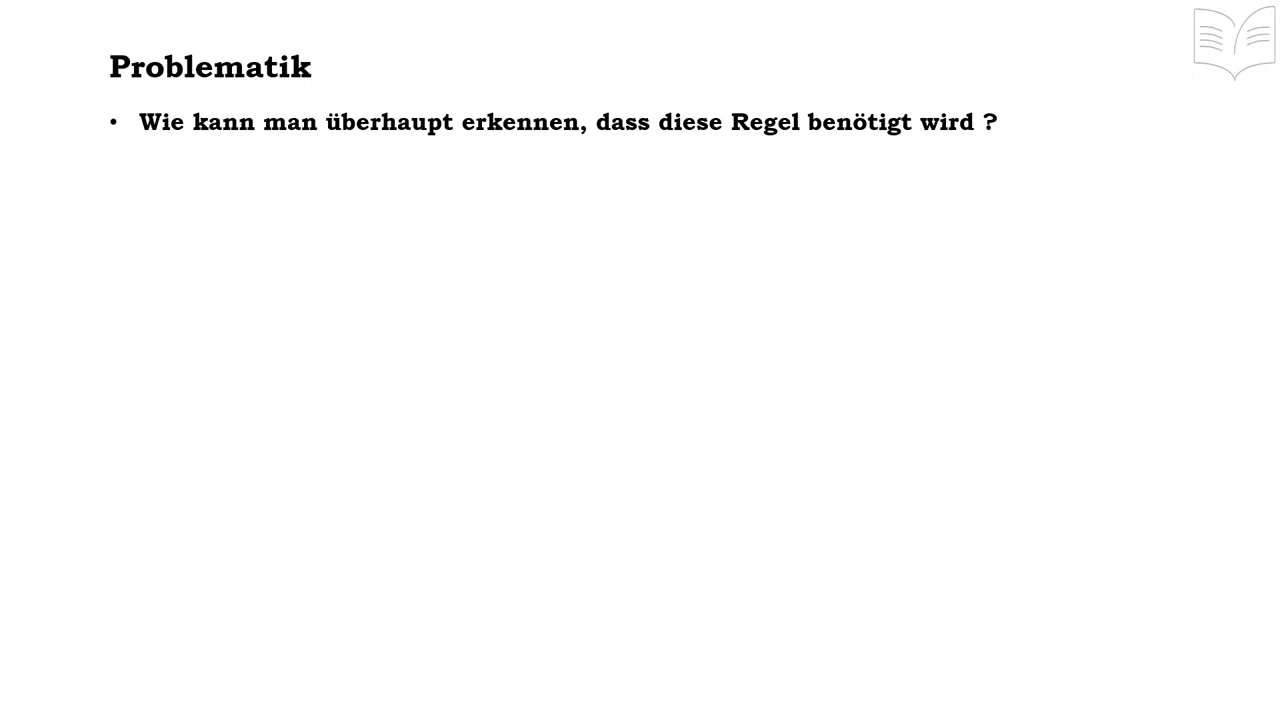 Problematik
• Wie kann man überhaupt erkennen, dass diese Regel benötigt wird ?